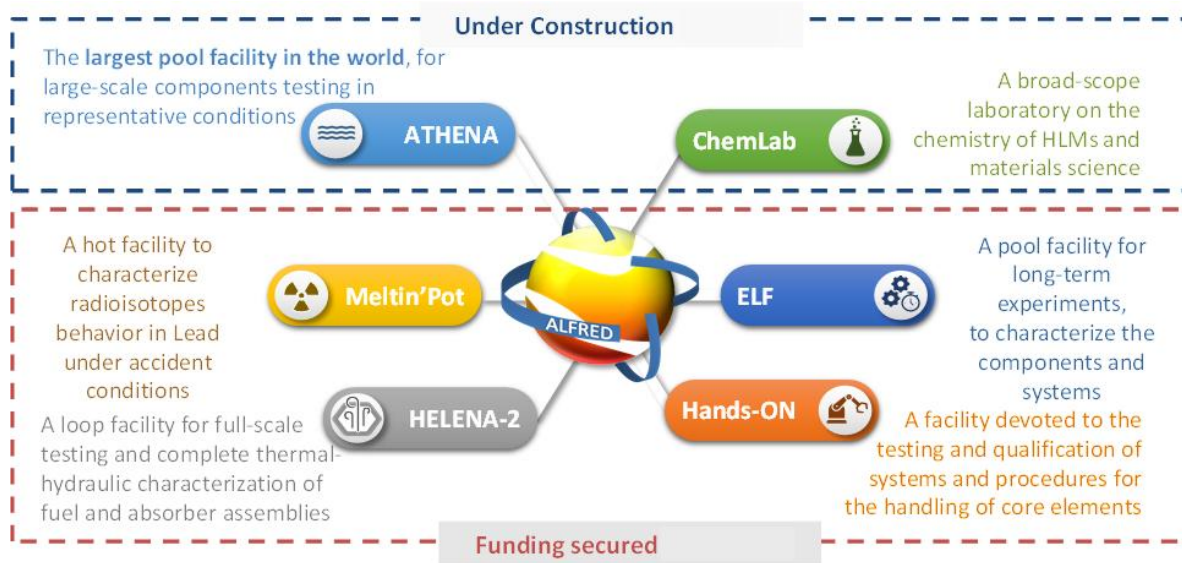 Under Construction
The largest pool facility in the world, for
large-scale components testing in
representative conditions
ATHENA
ChemLab
A broad-scope
laboratory on the
chemistry of HLMs and
materials science
A hot facility to
characterize
radioisotopes
behavior in Lead
under accident
conditions
Meltin'Pot
ALFRED
ELF
A pool facility for
long-term
experiments,
to characterize the
components and
systems
A loop facility for full-scale
testing and complete thermal-
hydraulic characterization of
fuel and absorber assemblies
HELENA-2
Hands-ON
A facility devoted to the
testing and qualification of
systems and procedures for
the handling of core elements
Funding secured